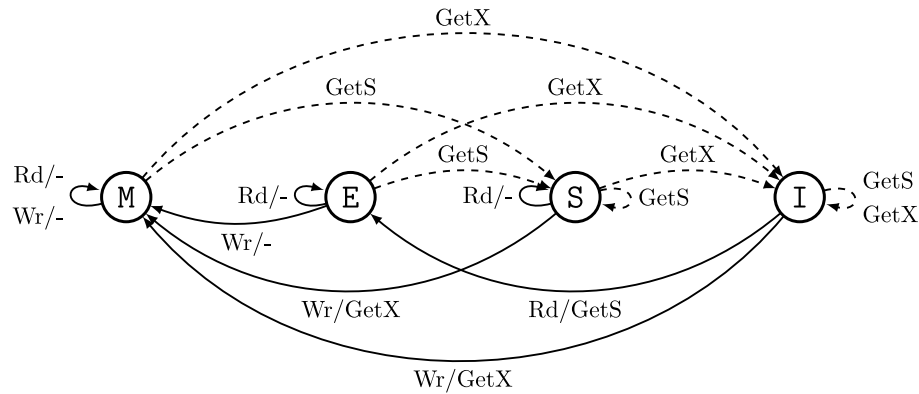 GetX
GetS
GetX
GetS
GetX
Rd/-
Wr/-
M
Rd/-
E
Wr/-
Rd/-
S
GetS
I
GetS
GetX
Wr/GetX
Rd/GetS
Wr/GetX